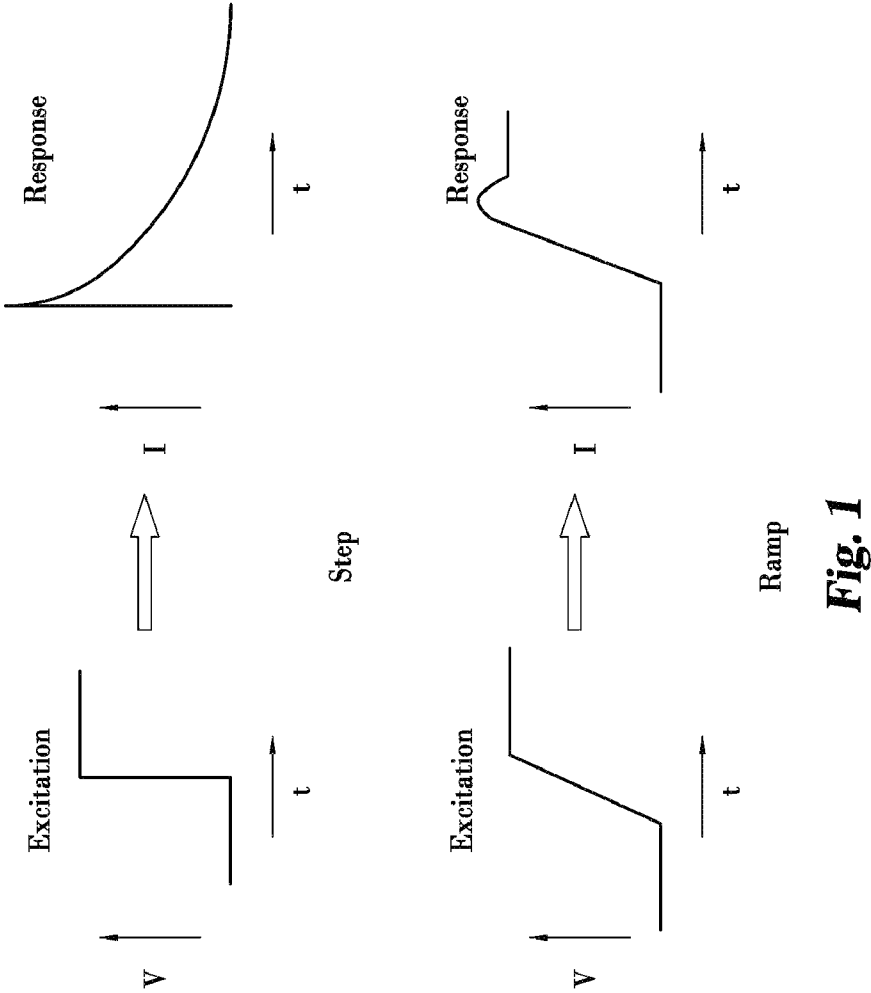 Excitation
Response
V
t
I
t
Step
Excitation
Response
V
t
I
t
Ramp
Fig. 1